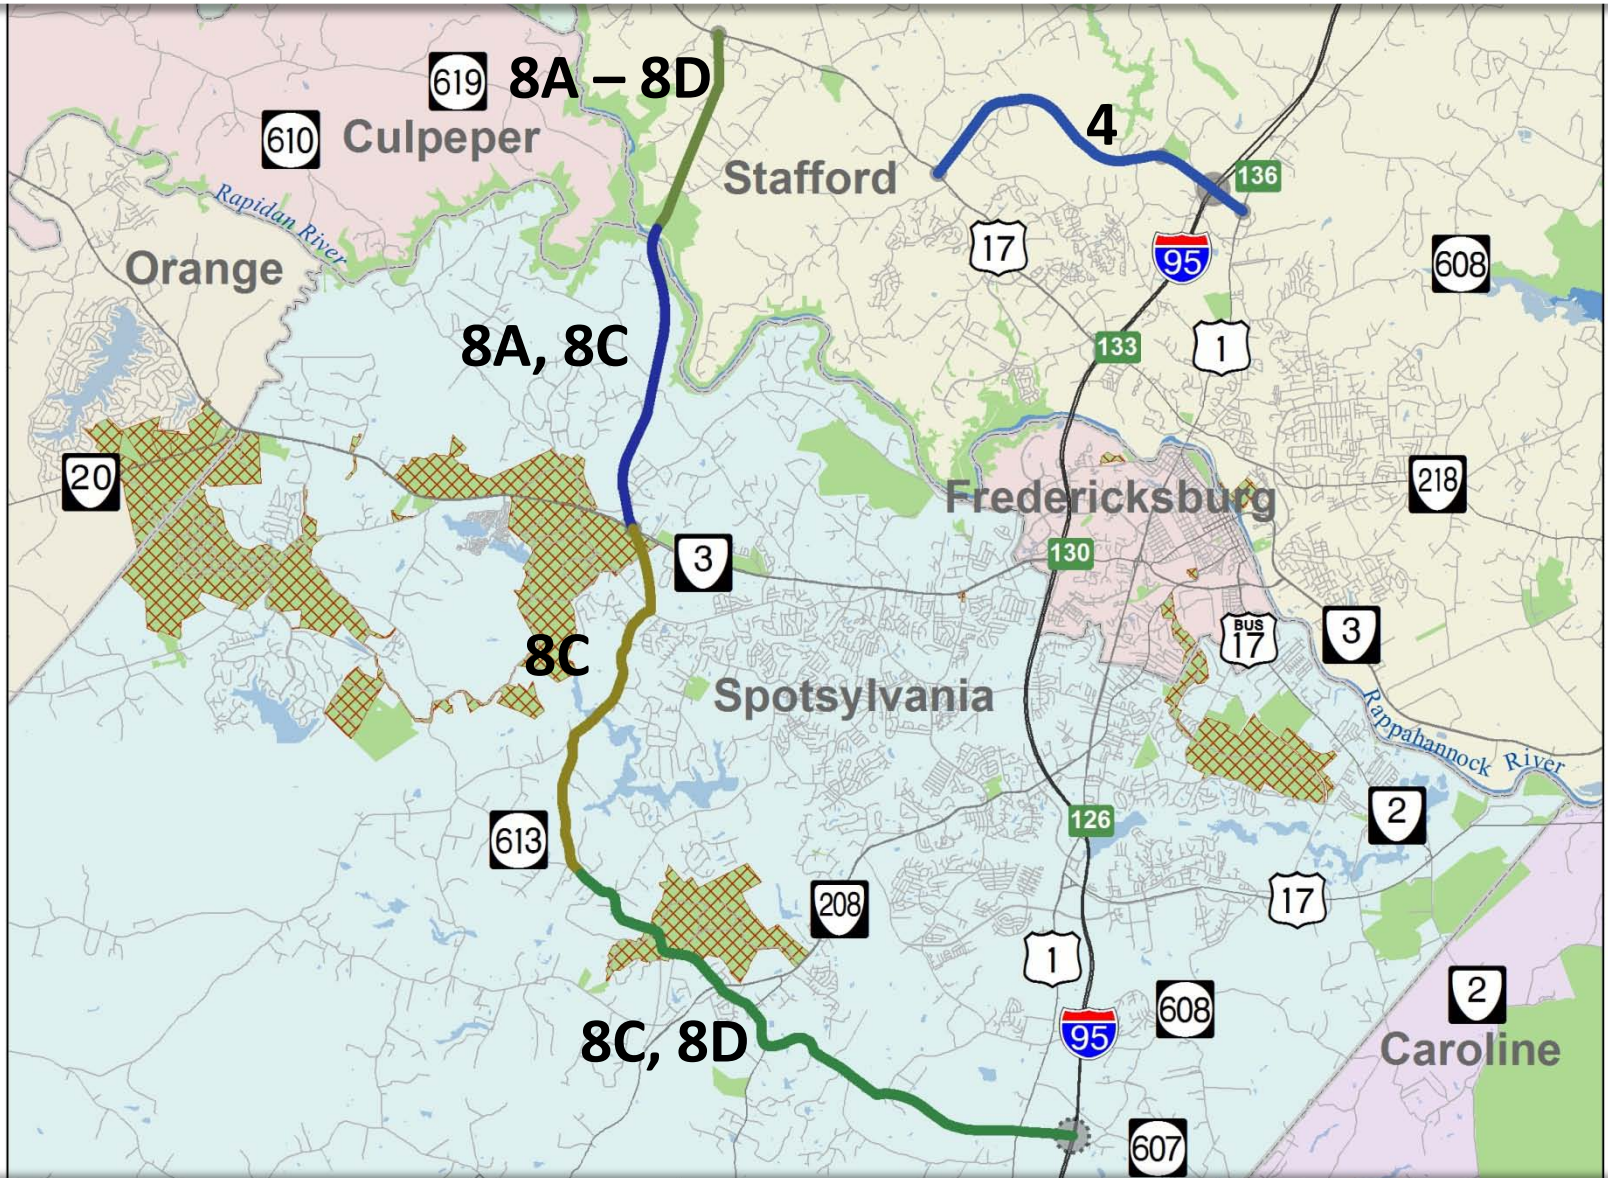 619
8A – 8D
610
Culpeper
4
Stafford
136
Rapidan River
17
95
608
Orange
8A, 8C
133
1
20
218
Fredericksburg
130
3
BUS
17
3
8C
Spotsylvania
Rappahannock River
613
126
2
208
17
1
2
608
95
8C, 8D
Caroline
607